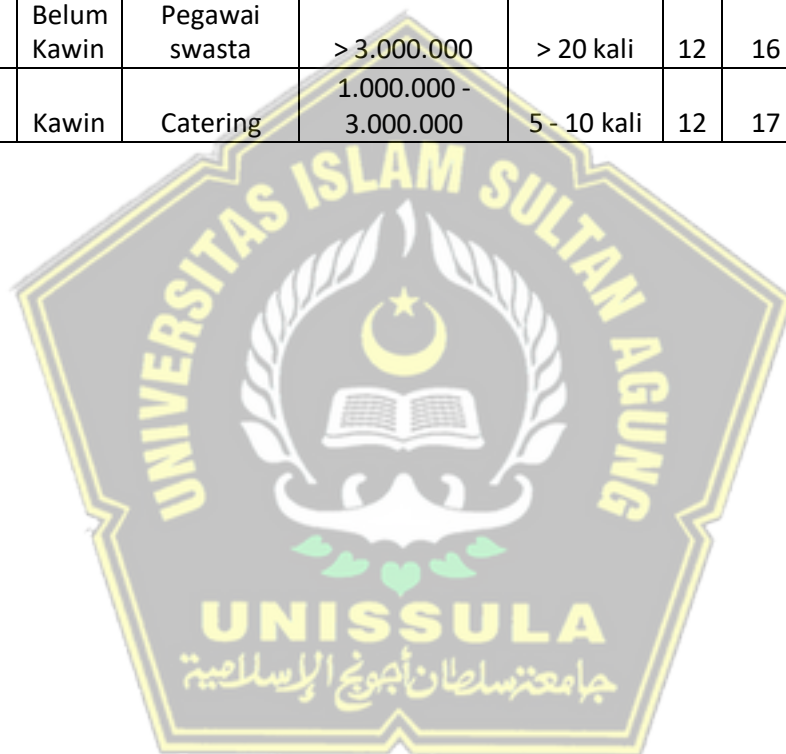 Belum Kawin Pegawai swasta > 3.000.000 > 20 kali 12 16
Kawin Catering 1.000.000 - 3.000.000 5 - 10 kali 12 17
UNIVERSITAS ISLAM SULTAN AGUNG
UNISSULA
جامعة سلطان أجونج الإسلامية